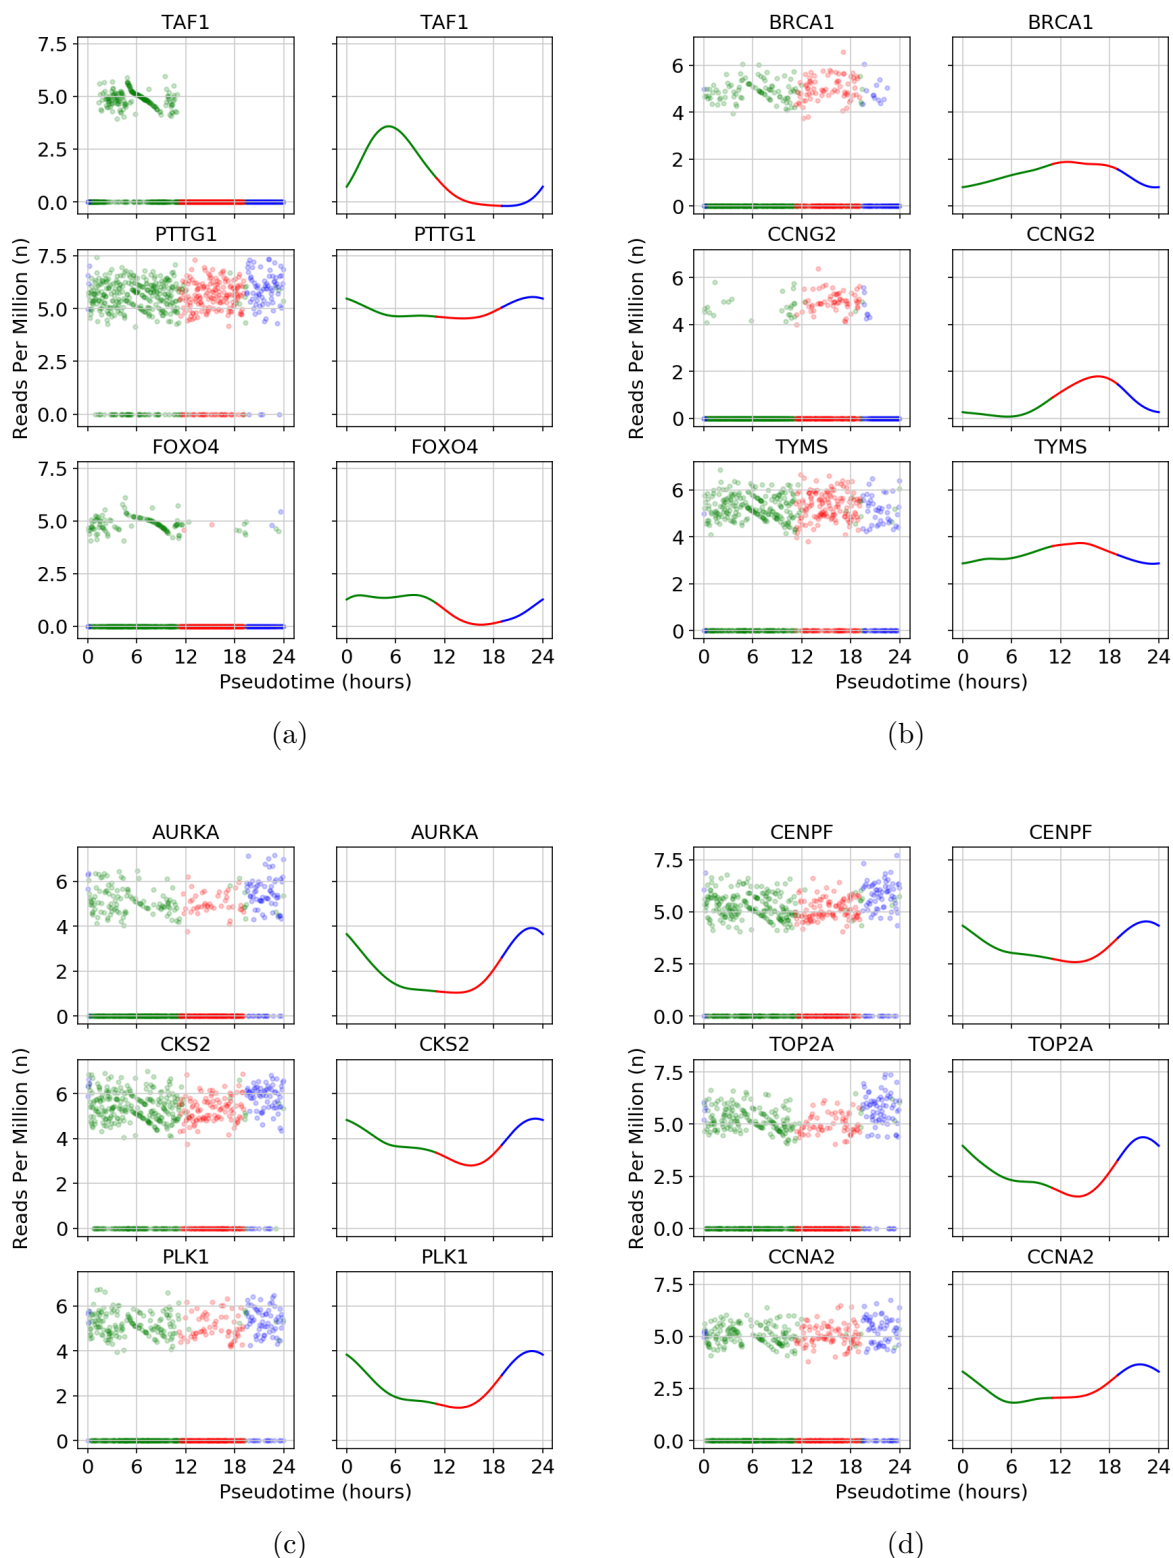 TAF1 TAF1
7.5
5.0
2.5
0.0
PTTG1 PTTG1
7.5
5.0
2.5
0.0
FOXO4 FOXO4
7.5
5.0
2.5
0.0
0 6 12 18 24 0 6 12 18 24
Reads Per Million (n)
Pseudotime (hours)
(a)
BRCA1 BRCA1
6
4
2
0
CCNG2 CCNG2
6
4
2
0
TYMS TYMS
6
4
2
0
0 6 12 18 24 0 6 12 18 24
Reads Per Million (n)
Pseudotime (hours)
(b)
AURKA AURKA
6
4
2
0
CKS2 CKS2
6
4
2
0
PLK1 PLK1
6
4
2
0
0 6 12 18 24 0 6 12 18 24
Reads Per Million (n)
Pseudotime (hours)
(c)
CENPF CENPF
7.5
5.0
2.5
0.0
TOP2A TOP2A
7.5
5.0
2.5
0.0
CCNA2 CCNA2
7.5
5.0
2.5
0.0
0 6 12 18 24 0 6 12 18 24
Reads Per Million (n)
Pseudotime (hours)
(d)